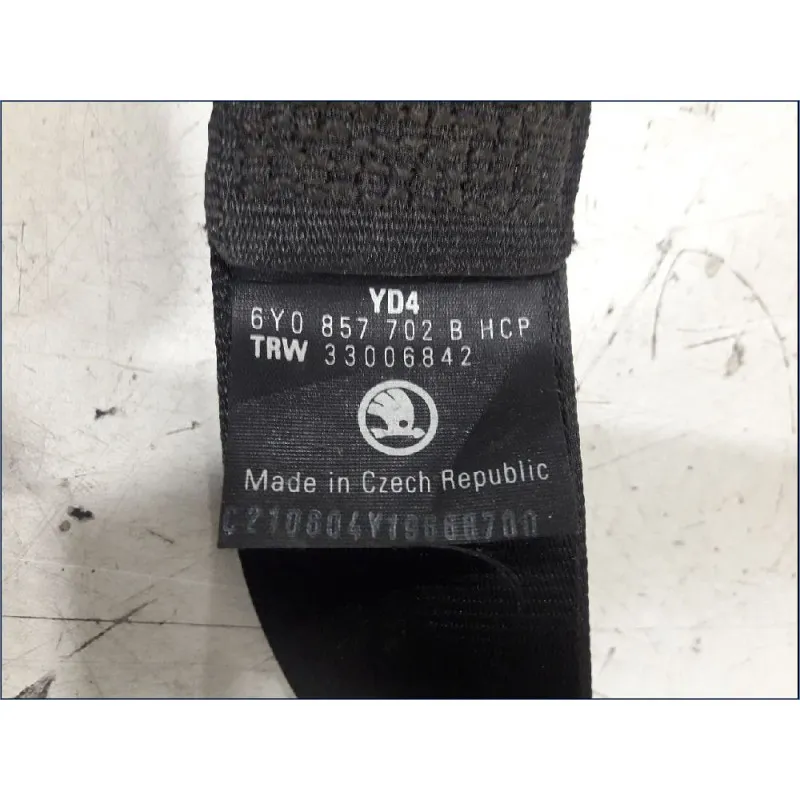 YD4
6Y0 857 702 B HCP
TRW 33006842
Made in Czech Republic